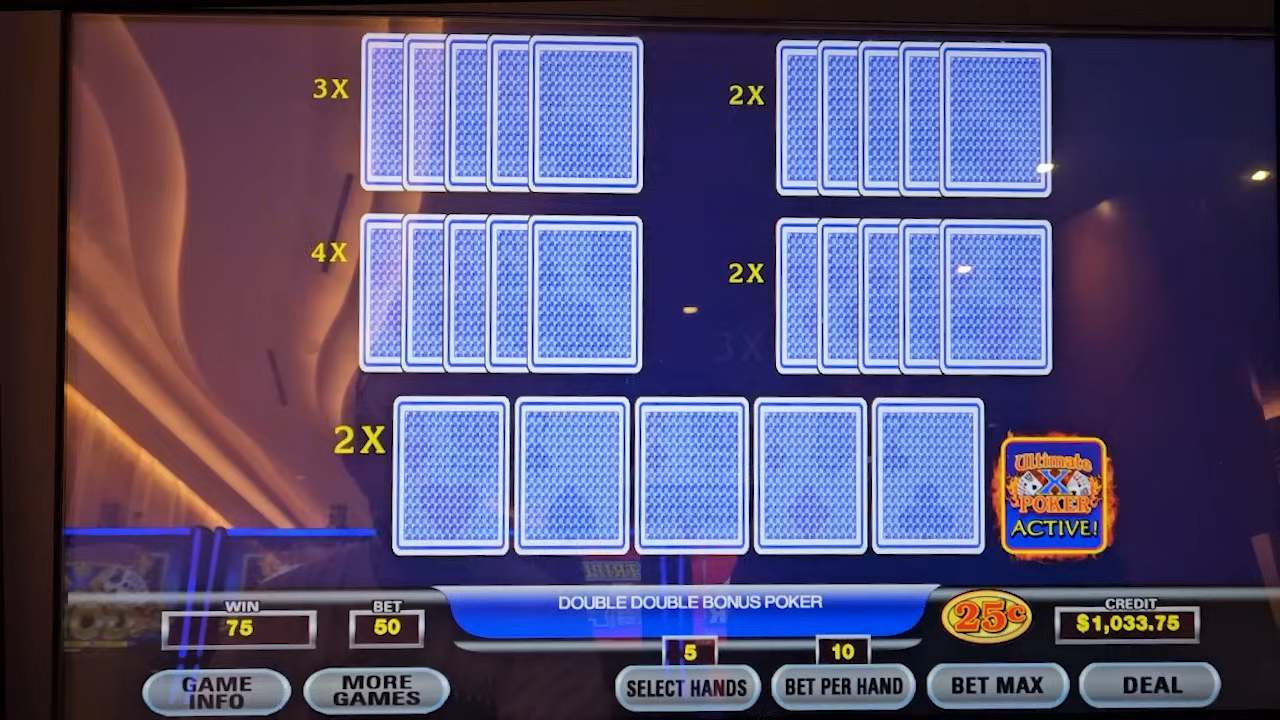 3X
2X
4X
2X
2X
Ultimate
X
POKER
ACTIVE!
WIN
75
BET
50
DOUBLE DOUBLE BONUS POKER
25¢
CREDIT
$1,033.75
5
10
GAME INFO
MORE GAMES
SELECT HANDS
BET PER HAND
BET MAX
DEAL